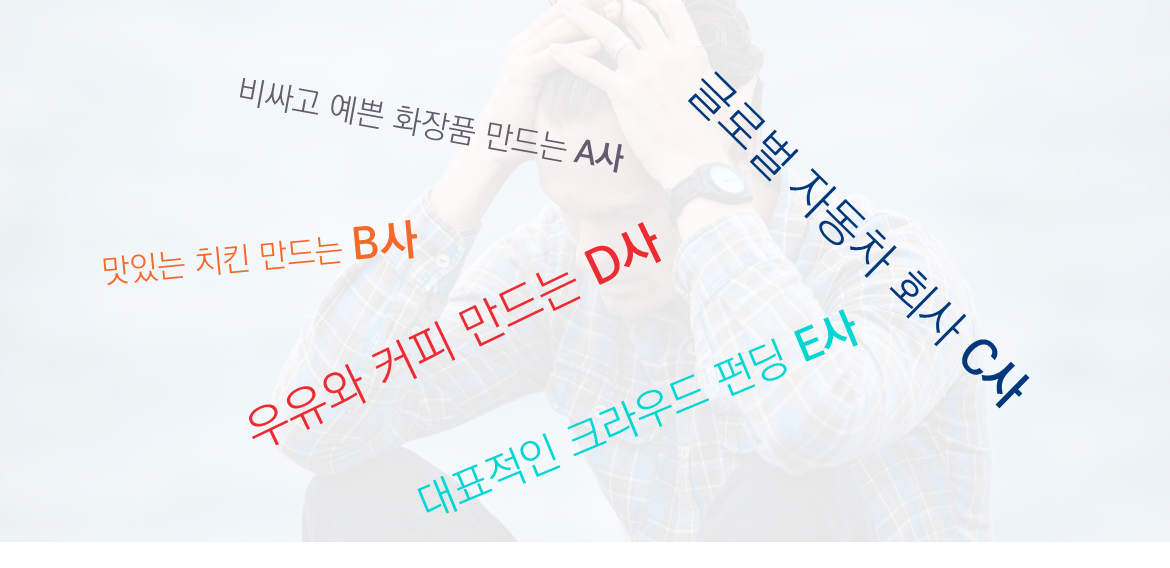 비싸고 예쁜 화장품 만드는 A사
글로벌 자동차 회사 C사
맛있는 치킨 만드는 B사
우유와 커피 만드는 D사
대표적인 크라우드 펀딩 E사